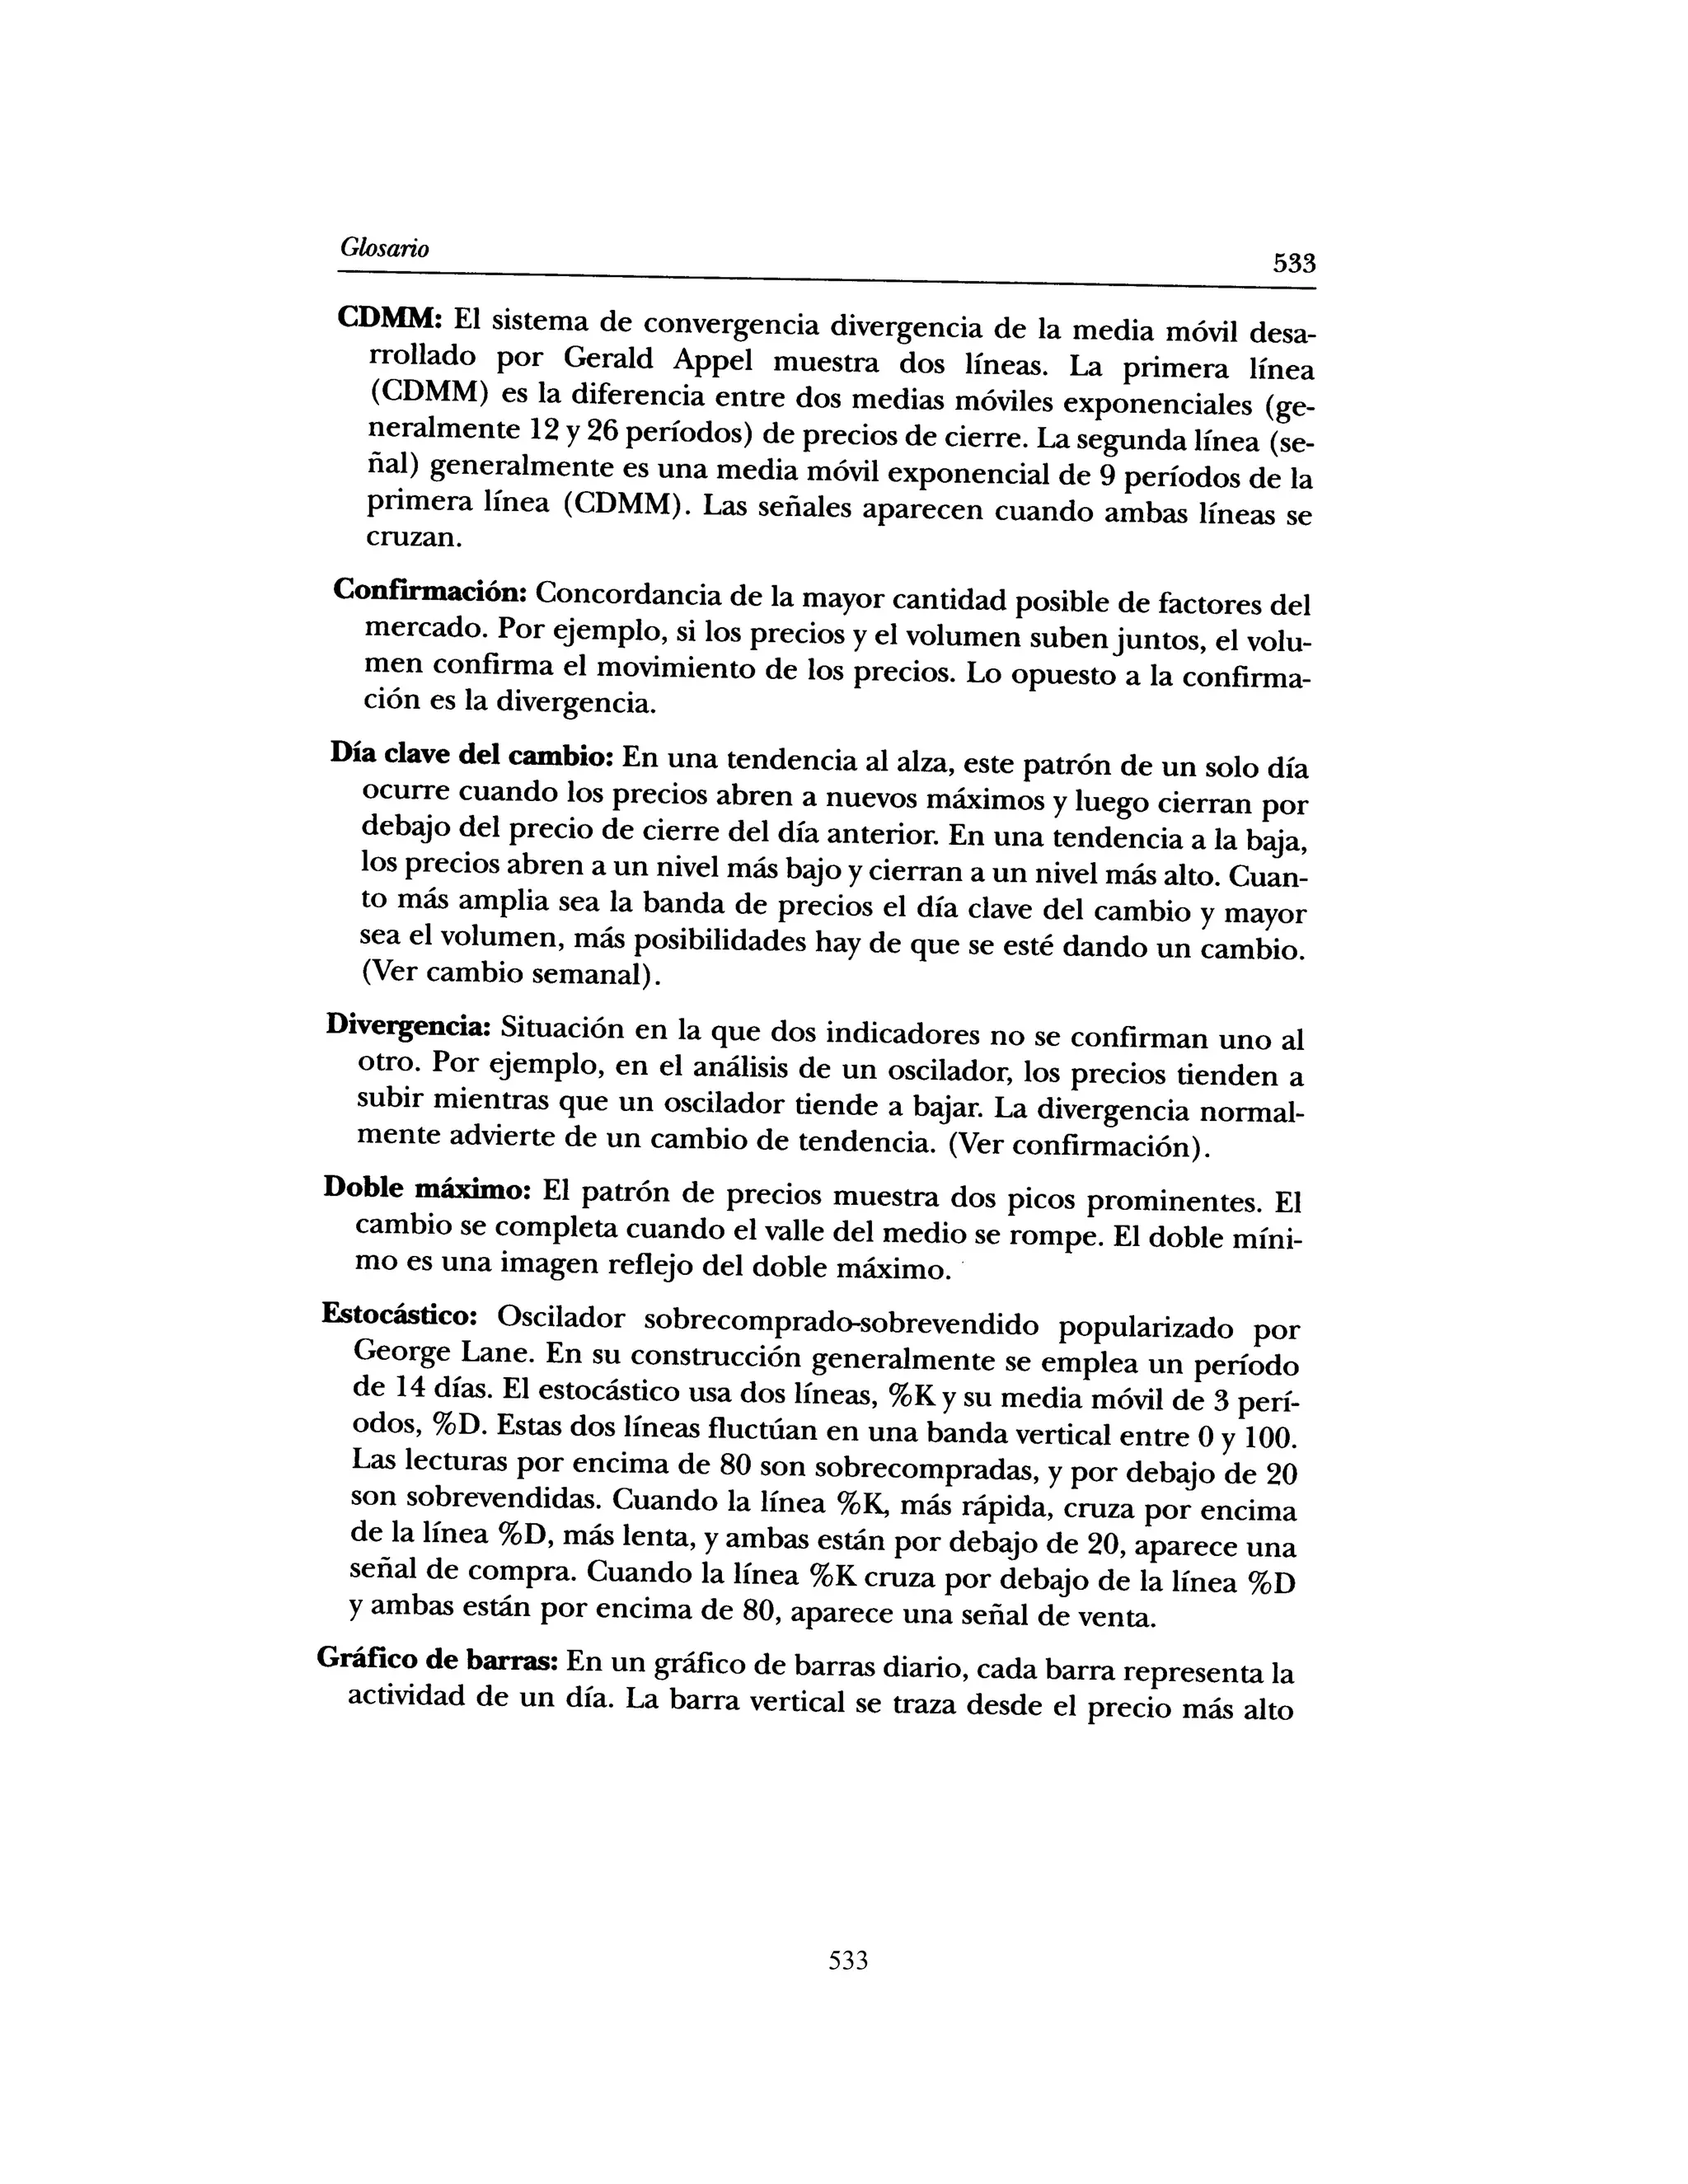 Glosario
533
CDMM: El sistema de convergencia divergencia de la media móvil desa-
rrollado por Gerald Appel muestra dos líneas. La primera línea
(CDMM) es la diferencia entre dos medias móviles exponenciales (ge-
neralmente 12 y 26 períodos) de precios de cierre. La segunda línea (se-
ñal) generalmente es una media móvil exponencial de 9 períodos de la
primera línea (CDMM). Las señales aparecen cuando ambas líneas se
cruzan.
Confirmación: Concordancia de la mayor cantidad posible de factores del
mercado. Por ejemplo, si los precios y el volumen suben juntos, el volu-
men confirma el movimiento de los precios. Lo opuesto a la confirma-
ción es la divergencia.
Día clave del cambio: En una tendencia al alza, este patrón de un solo día
ocurre cuando los precios abren a nuevos máximos y luego cierran por
debajo del precio de cierre del día anterior. En una tendencia a la baja,
los precios abren a un nivel más bajo y cierran a un nivel más alto. Cuan-
to más amplia sea la banda de precios el día clave del cambio y mayor
sea el volumen, más posibilidades hay de que se esté dando un cambio.
(Ver cambio semanal).
Divergencia: Situación en la que dos indicadores no se confirman uno al
otro. Por ejemplo, en el análisis de un oscilador, los precios tienden a
subir mientras que un oscilador tiende a bajar. La divergencia normal-
mente advierte de un cambio de tendencia. (Ver confirmación).
Doble máximo: El patrón de precios muestra dos picos prominentes. El
cambio se completa cuando el valle del medio se rompe. El doble míni-
mo es una imagen reflejo del doble máximo.
Estocástico: Oscilador sobrecomprado-sobrevendido popularizado por
George Lane. En su construcción generalmente se emplea un período
de 14 días. El estocástico usa dos líneas, %K y su media móvil de 3 perí-
odos, %D. Estas dos líneas fluctúan en una banda vertical entre 0 y 100.
Las lecturas por encima de 80 son sobrecompradas, y por debajo de 20
son sobrevendidas. Cuando la línea %K, más rápida, cruza por encima
de la línea %D, más lenta, y ambas están por debajo de 20, aparece una
señal de compra. Cuando la línea %K cruza por debajo de la línea %D
y ambas están por encima de 80, aparece una señal de venta.
Gráfico de barras: En un gráfico de barras diario, cada barra representa la
actividad de un día. La barra vertical se traza desde el precio más alto
533